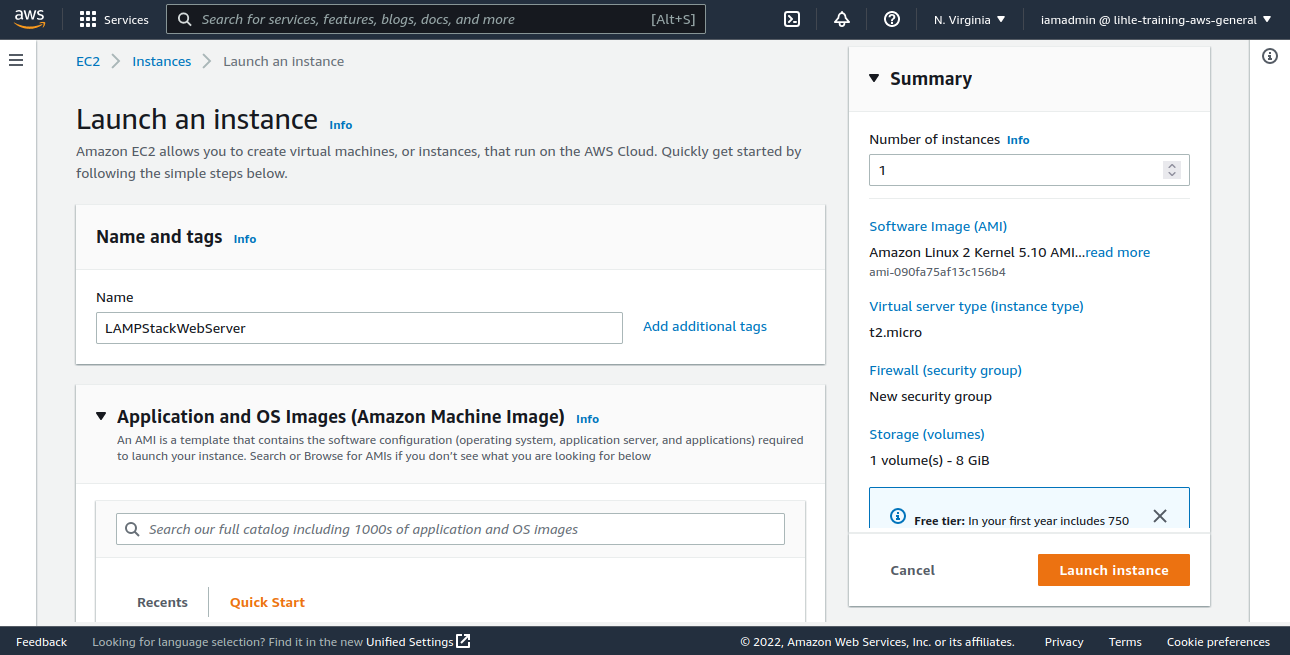 aws
Services
Search for services, features, blogs, docs, and more [Alt+S]
N. Virginia
iamadmin @ lihle-training-aws-general
EC2 Instances Launch an instance
Launch an instance Info
Amazon EC2 allows you to create virtual machines, or instances, that run on the AWS Cloud. Quickly get started by
following the simple steps below.
Name and tags Info
Name
LAMPStackWebServer
Add additional tags
Application and OS Images (Amazon Machine Image) Info
An AMI is a template that contains the software configuration (operating system, application server, and applications) required
to launch your instance. Search or Browse for AMIs if you don’t see what you are looking for below
Search our full catalog including 1000s of application and OS images
Recents
Quick Start
Summary
Number of instances Info
1
Software Image (AMI)
Amazon Linux 2 Kernel 5.10 AMI...read more
ami-090fa75af13c156b4
Virtual server type (instance type)
t2.micro
Firewall (security group)
New security group
Storage (volumes)
1 volume(s) - 8 GiB
Free tier: In your first year includes 750
Cancel
Launch instance
Feedback
Looking for language selection? Find it in the new Unified Settings
© 2022, Amazon Web Services, Inc. or its affiliates.
Privacy
Terms
Cookie preferences